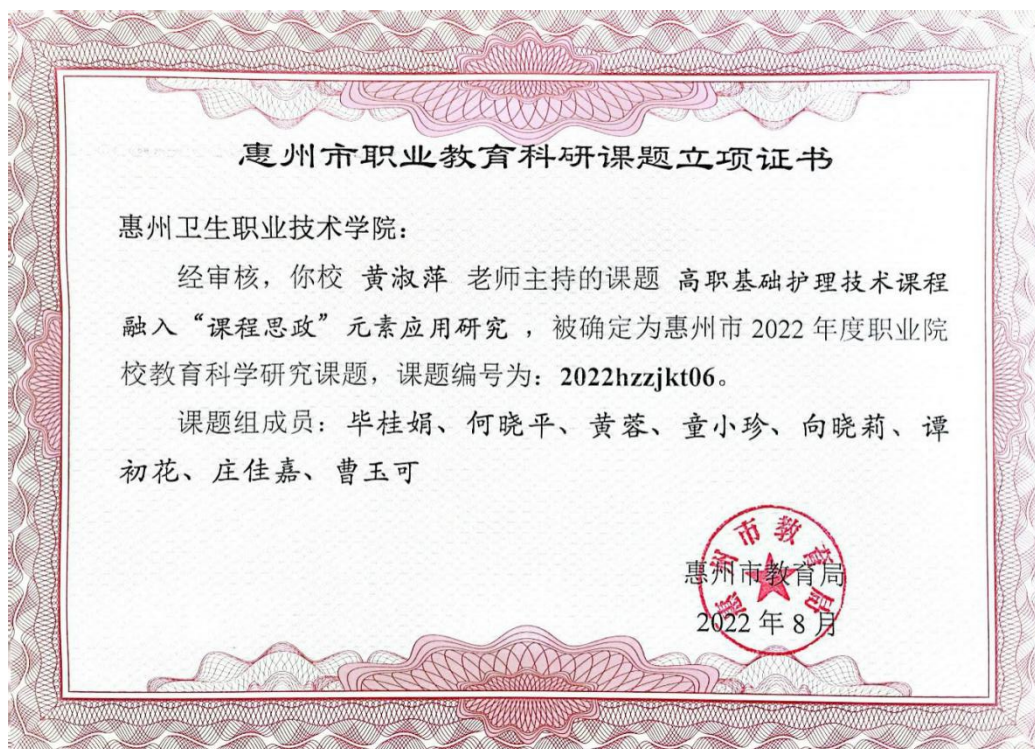 惠州市职业教育科研课题立项证书
惠州卫生职业技术学院：
经审核，你校 黄淑萍 老师主持的课题 高职基础护理技术课程
融入“课程思政”元素应用研究 ，被确定为惠州市 2022 年度职业院
校教育科学研究课题，课题编号为：2022hzzjkt06。
课题组成员：毕桂娟、何晓平、黄蓉、童小珍、向晓莉、谭
初花、庄佳嘉、曹玉可
惠州市教育局
惠州市教育局
2022 年 8 月